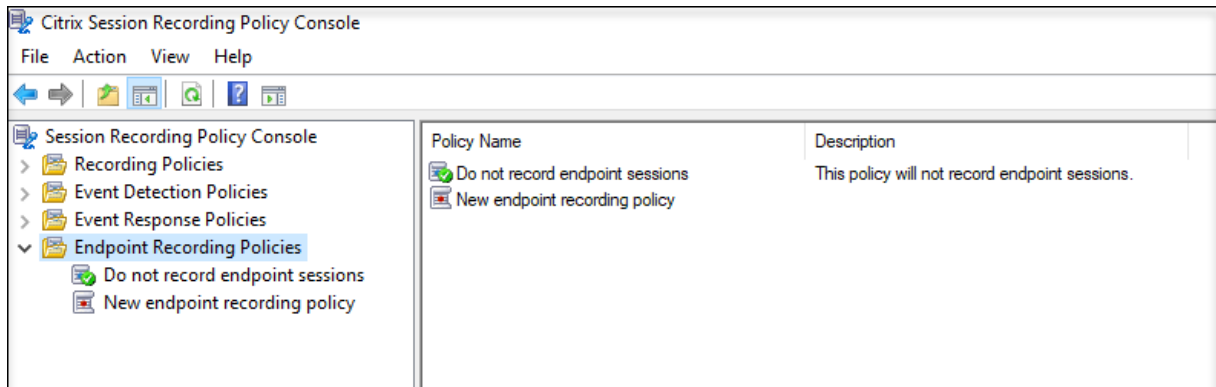 Citrix Session Recording Policy Console
File Action View Help
Session Recording Policy Console
Recording Policies
Event Detection Policies
Event Response Policies
Endpoint Recording Policies
Do not record endpoint sessions
New endpoint recording policy
Policy Name Description
Do not record endpoint sessions This policy will not record endpoint sessions.
New endpoint recording policy